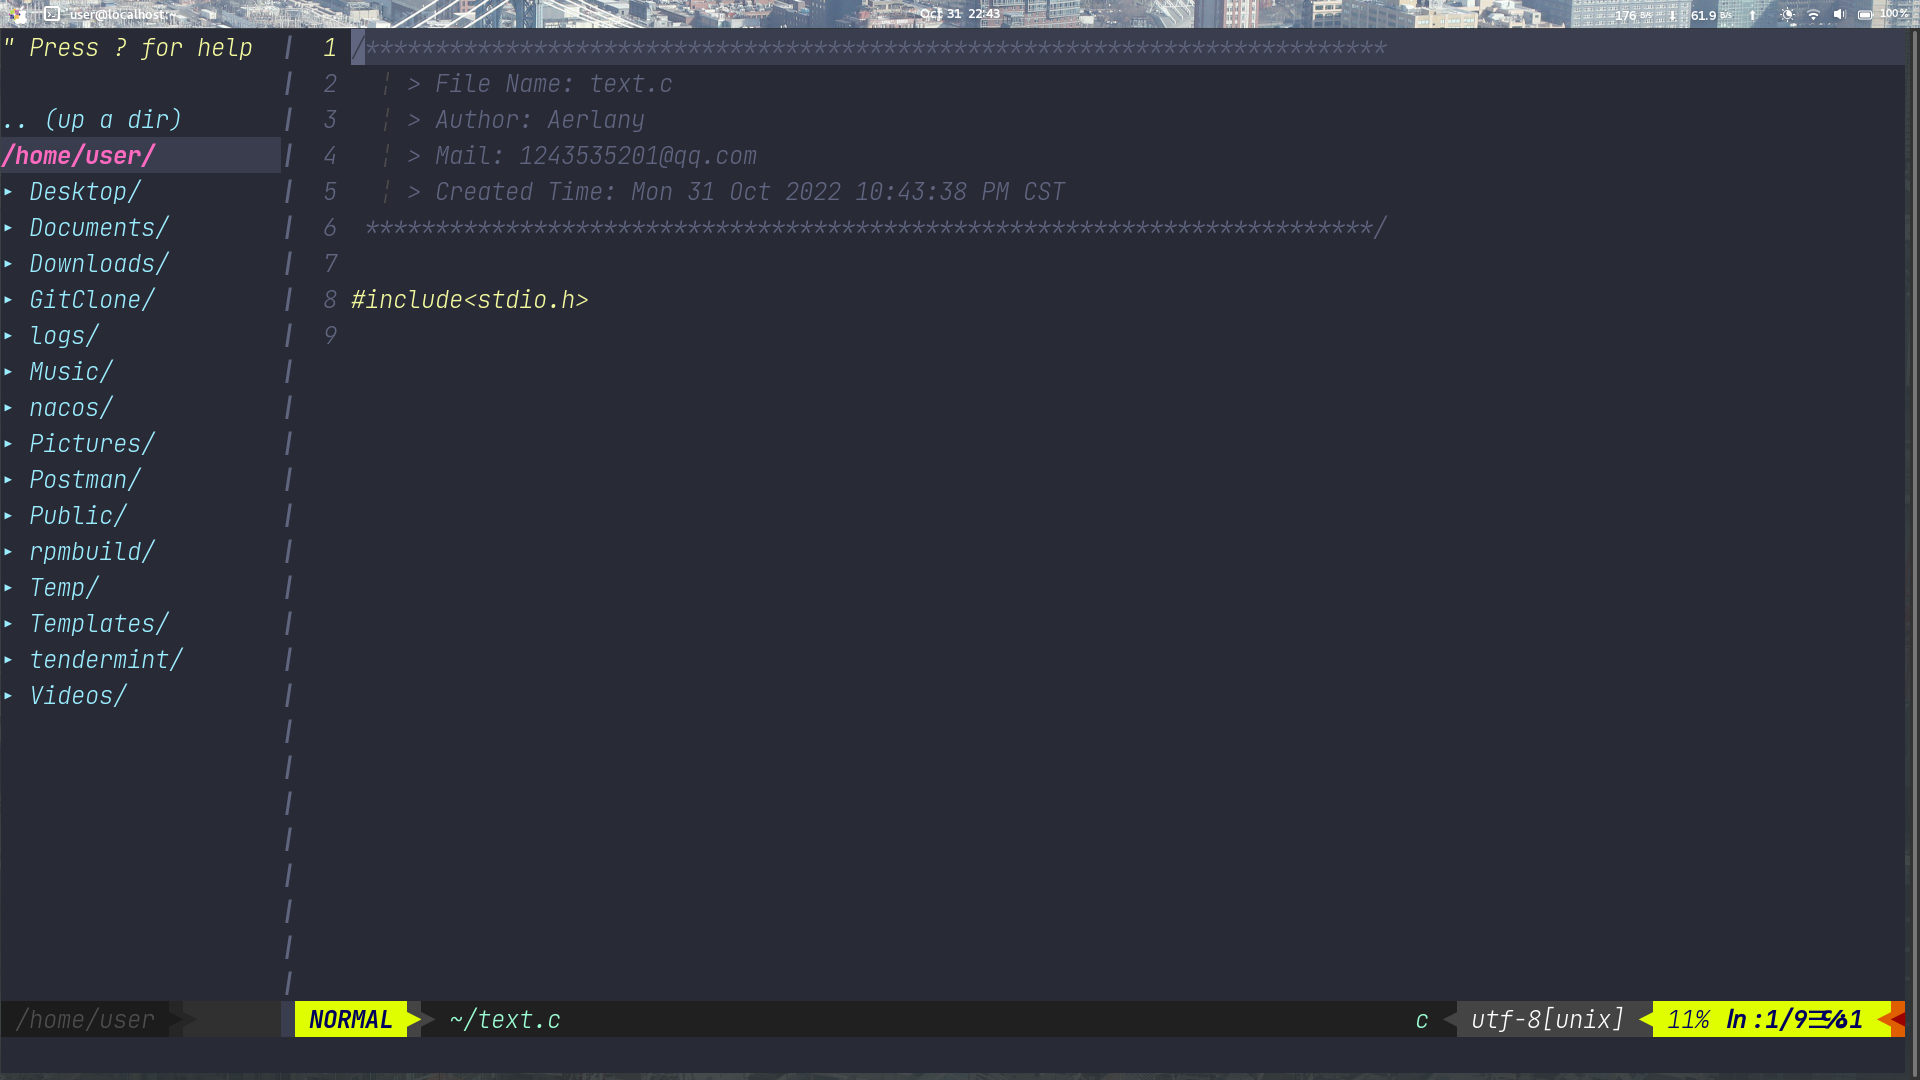 user@localhost:~
Oct 31 22:43
176 B/s ↓ 61.9 B/s ↑ 100%
" Press ? for help
.. (up a dir)
/home/user/
▸ Desktop/
▸ Documents/
▸ Downloads/
▸ GitClone/
▸ logs/
▸ Music/
▸ nacos/
▸ Pictures/
▸ Postman/
▸ Public/
▸ rpmbuild/
▸ Temp/
▸ Templates/
▸ tendermint/
▸ Videos/
1 /*************************************************************************
2 ¦ > File Name: text.c
3 ¦ > Author: Aerlany
4 ¦ > Mail: 1243535201@qq.com
5 ¦ > Created Time: Mon 31 Oct 2022 10:43:38 PM CST
6 ************************************************************************/
7
8 #include<stdio.h>
9
/home/user
NORMAL ~/text.c c utf-8[unix] 11% ln :1/9☰℅:1